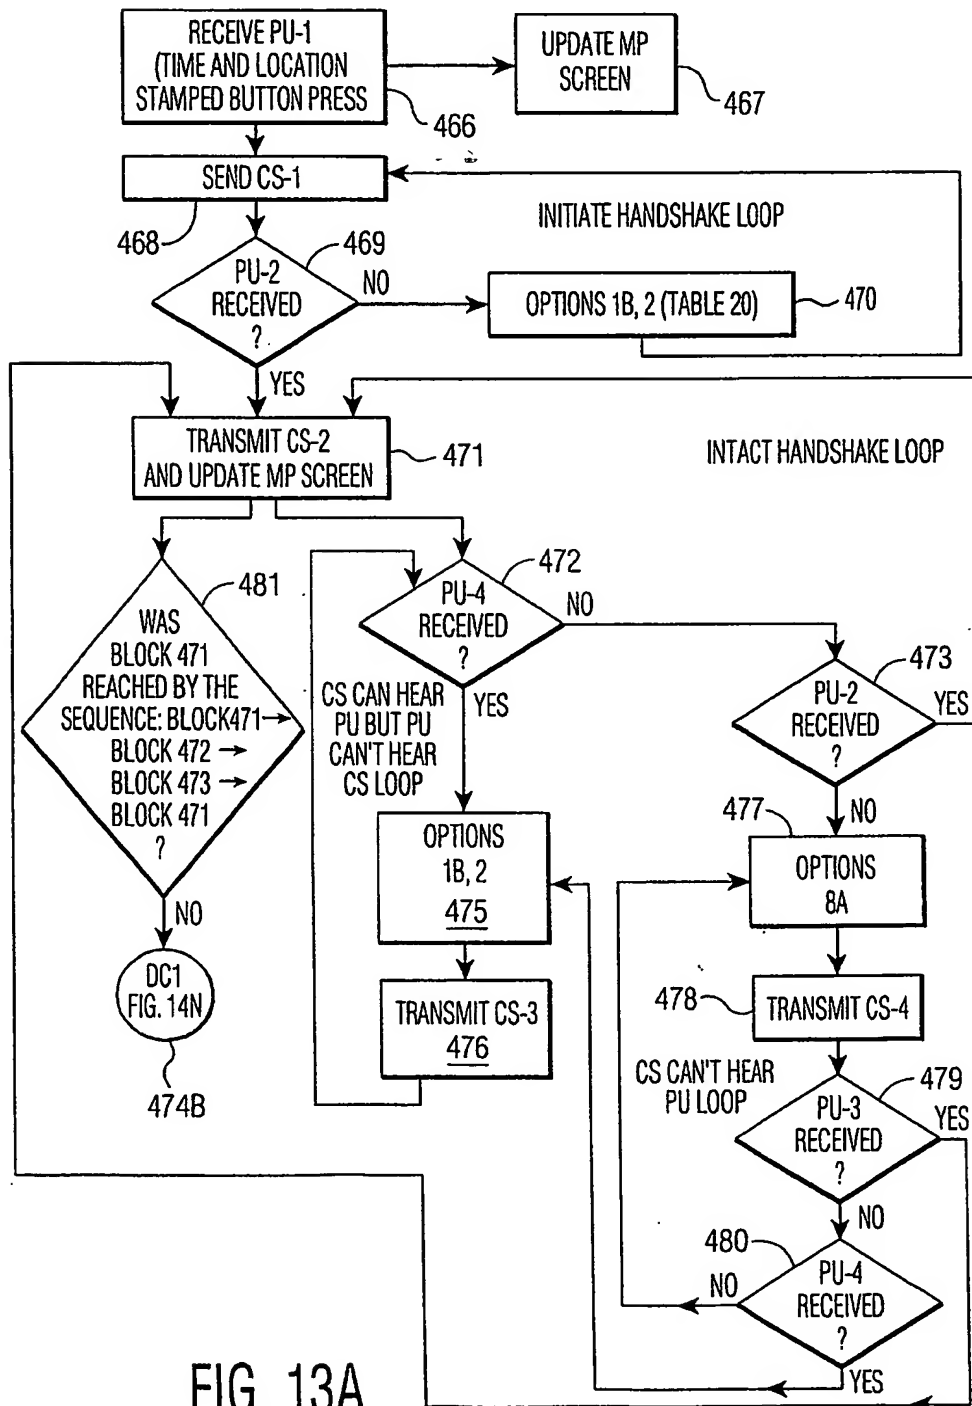 RECEIVE PU-1
(TIME AND LOCATION
STAMPED BUTTON PRESS
466
UPDATE MP
SCREEN
467
SEND CS-1
468
INITIATE HANDSHAKE LOOP
469
PU-2
RECEIVED
?
NO
OPTIONS 1B, 2 (TABLE 20)
470
YES
TRANSMIT CS-2
AND UPDATE MP SCREEN
471
INTACT HANDSHAKE LOOP
481
WAS
BLOCK 471
REACHED BY THE
SEQUENCE: BLOCK471→
BLOCK 472 →
BLOCK 473 →
BLOCK 471
?
NO
DC1
FIG. 14N
474B
472
PU-4
RECEIVED
?
NO
YES
CS CAN HEAR
PU BUT PU
CAN'T HEAR
CS LOOP
473
PU-2
RECEIVED
?
YES
NO
OPTIONS
1B, 2
475
TRANSMIT CS-3
476
477
OPTIONS
8A
478
TRANSMIT CS-4
CS CAN'T HEAR
PU LOOP
479
PU-3
RECEIVED
?
YES
NO
480
PU-4
RECEIVED
?
NO
YES
FIG. 13A